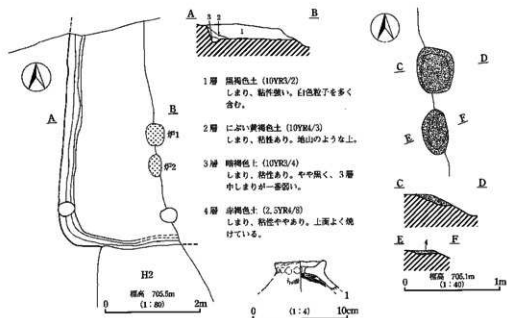 3 2
A B
1
1層 黒褐色土 (10YR3/2)
しまり、粘性強い。白色粒子を多く
含む。
2層 にぶい黄褐色土 (10YR4/3)
しまり、粘性あり。地山のような土。
3層 暗褐色土 (10YR3/4)
しまり、粘性あり。やや黒く、3層
中しまりが一番弱い。
4層 赤褐色土 (2.5YR4/6)
しまり、粘性ややあり。上面よく焼
けている。
A
B
炉1
炉2
H2
標高 705.5m
0 (1:80) 2m
1
0 (1:4) 10cm
C D
E F
C D
E 4 F
標高 705.1m
0 (1:40) 1m